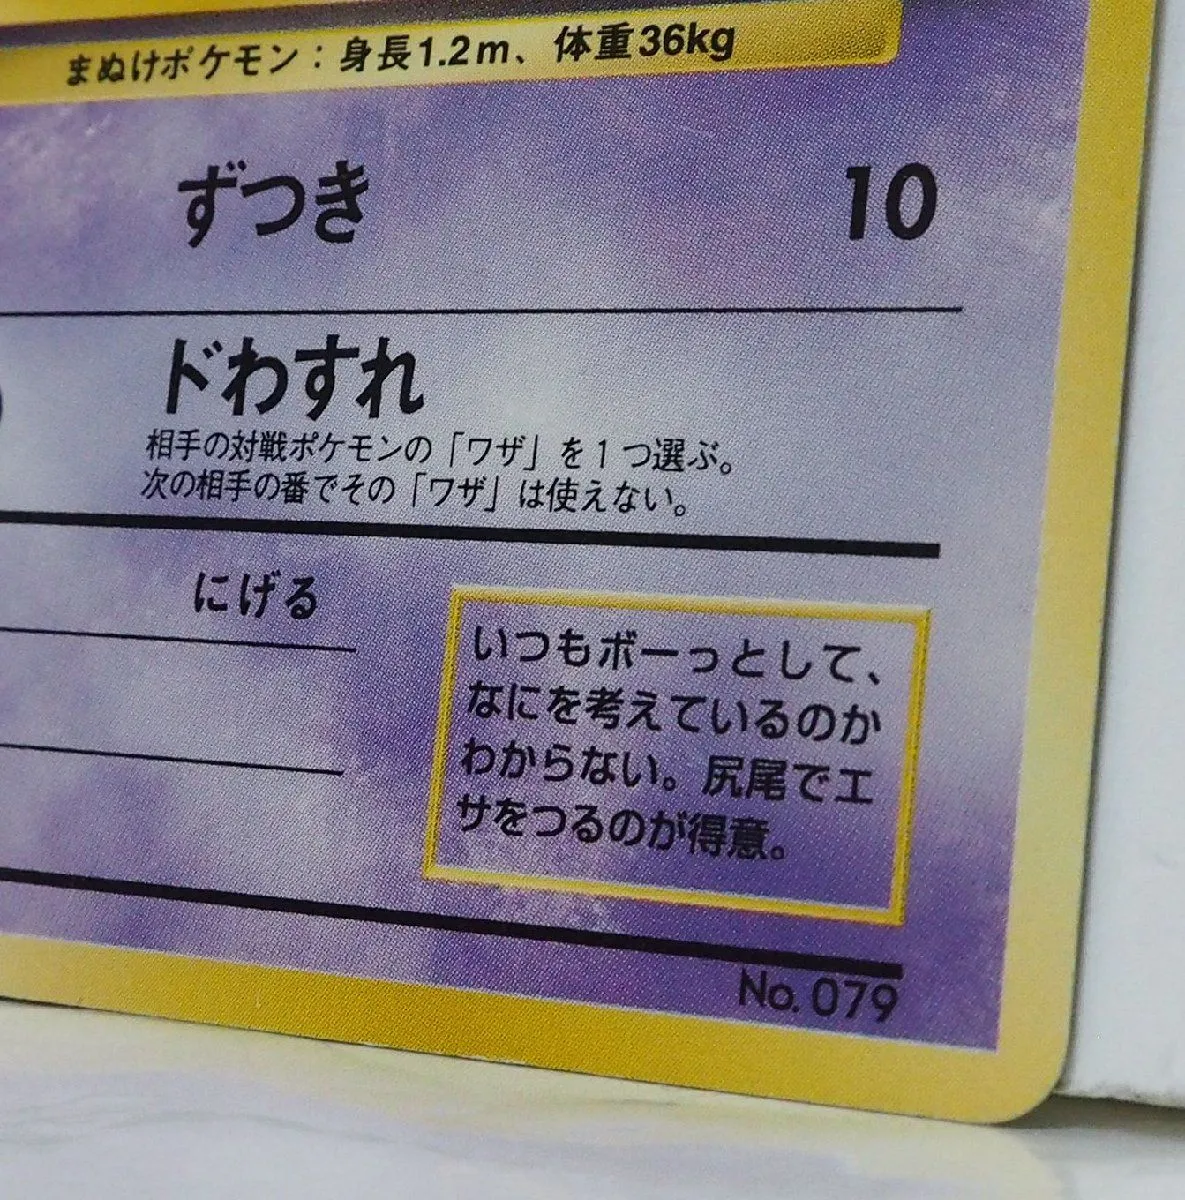 まぬけポケモン：身長1.2m、体重36kg
ずつき 10
ドわすれ
相手の対戦ポケモンの「ワザ」を1つ選ぶ。
次の相手の番でその「ワザ」は使えない。
にげる
いつもボーっとして、
なにを考えているのか
わからない。尻尾でエ
サをつるのが得意。
No. 079